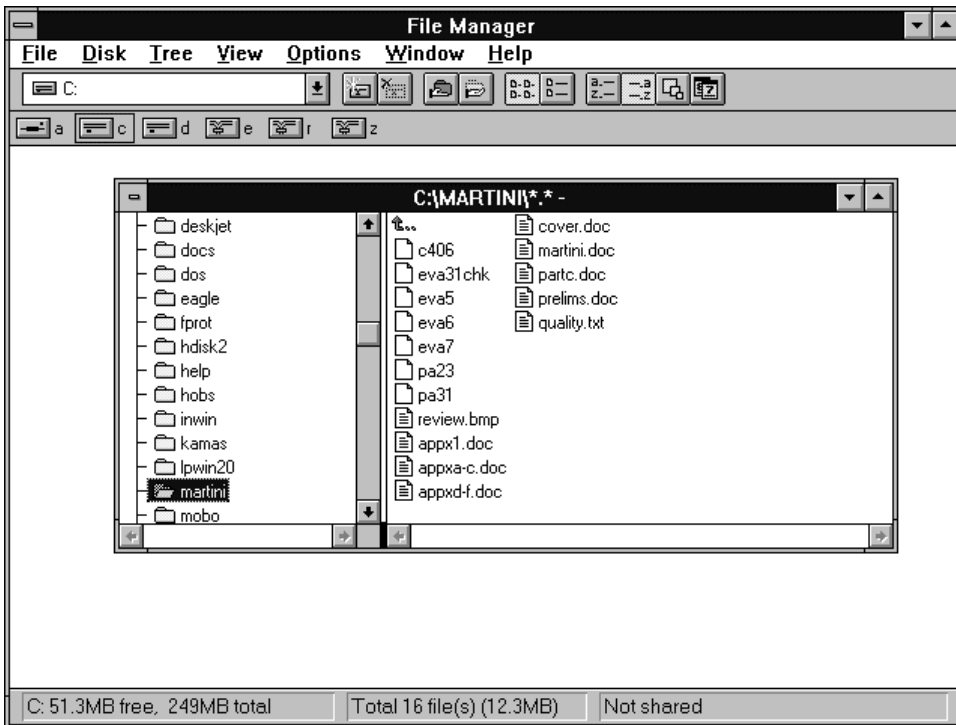 File Manager
File Disk Tree View Options Window Help
C:
a c d e r z
C:\MARTINI\*.* -
deskjet
docs
dos
eagle
fprot
hdisk2
help
hobs
inwin
kamas
lpwin20
martini
mobo
..
c406
eva31chk
eva5
eva6
eva7
pa23
pa31
review.bmp
appx1.doc
appxa-c.doc
appxd-f.doc
cover.doc
martini.doc
partc.doc
prelims.doc
quality.txt
C: 51.3MB free, 249MB total
Total 16 file(s) (12.3MB)
Not shared